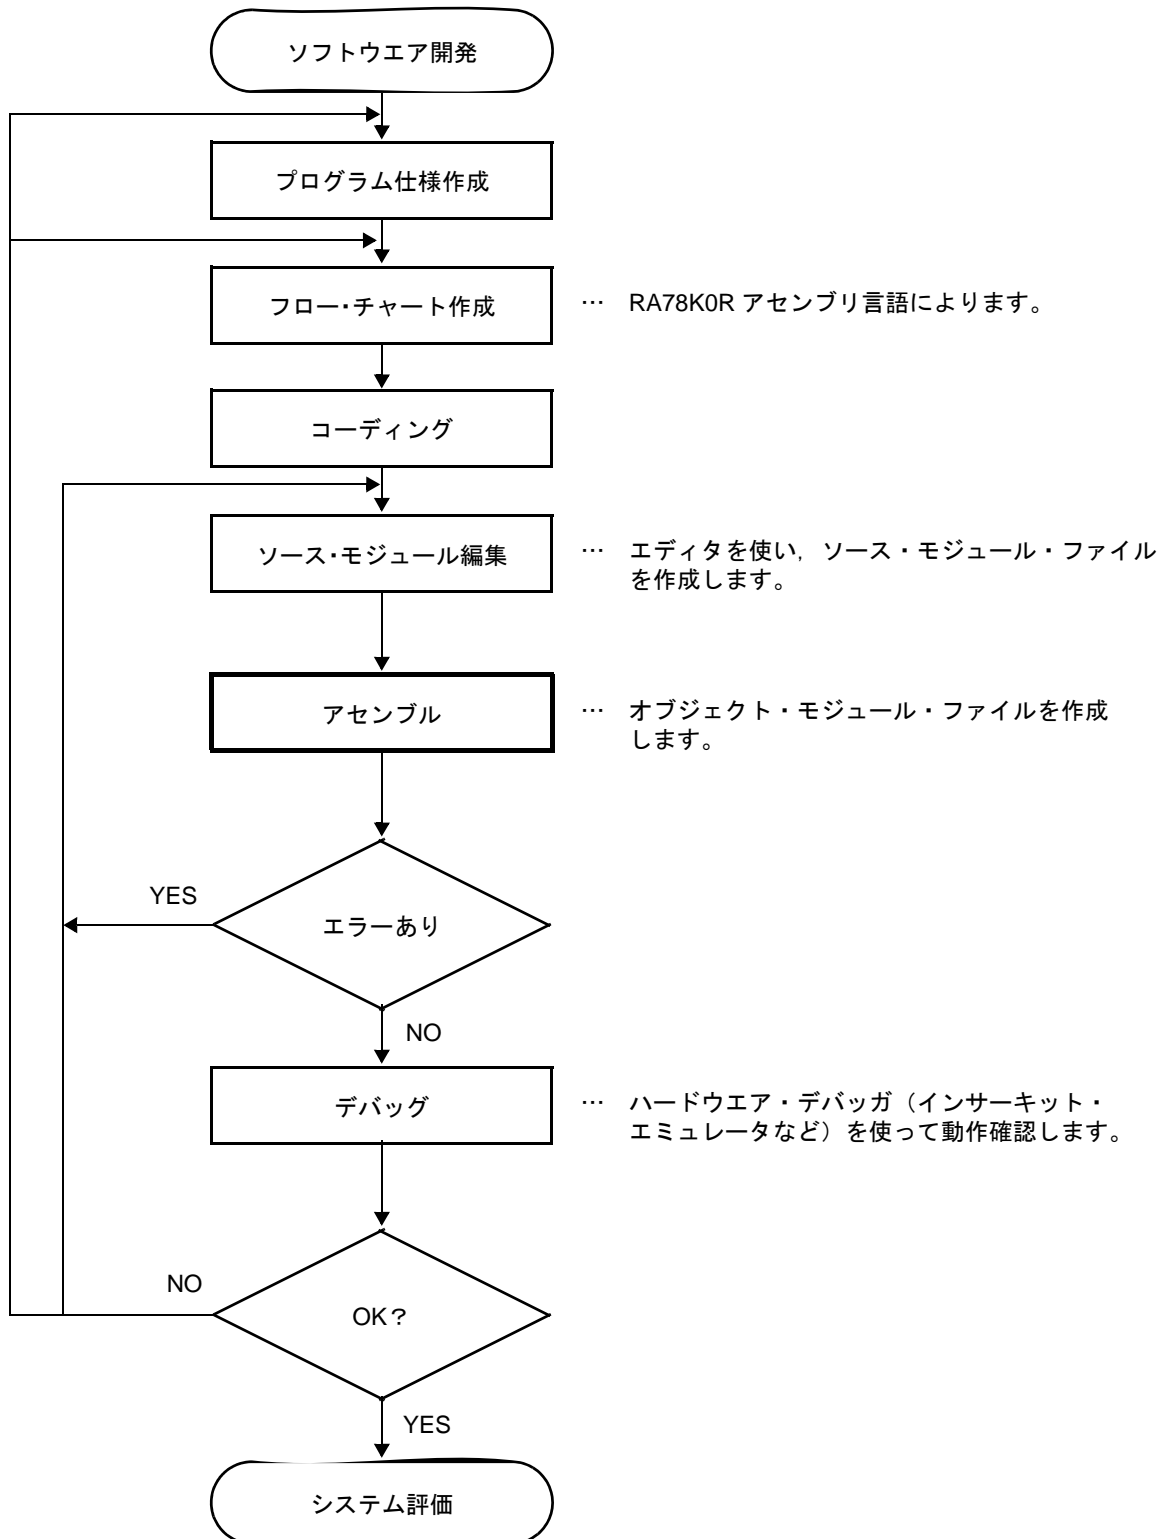 ソフトウエア開発
プログラム仕様作成
フロー・チャート作成
… RA78K0R アセンブリ言語によります。
コーディング
ソース・モジュール編集
… エディタを使い，ソース・モジュール・ファイル
を作成します。
アセンブル
… オブジェクト・モジュール・ファイルを作成
します。
YES
エラーあり
NO
デバッグ
… ハードウエア・デバッガ（インサーキット・
エミュレータなど）を使って動作確認します。
NO
OK？
YES
システム評価